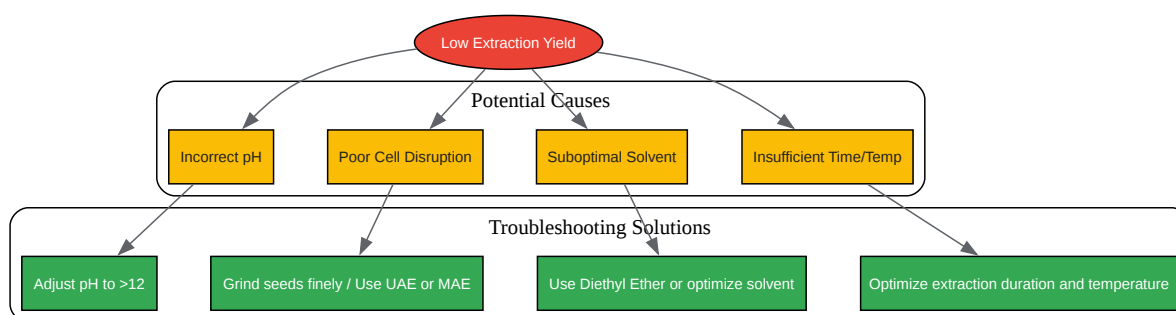 Low Extraction Yield
Potential Causes
Incorrect pH
Poor Cell Disruption
Suboptimal Solvent
Insufficient Time/Temp
Troubleshooting Solutions
Adjust pH to >12
Grind seeds finely / Use UAE or MAE
Use Diethyl Ether or optimize solvent
Optimize extraction duration and temperature